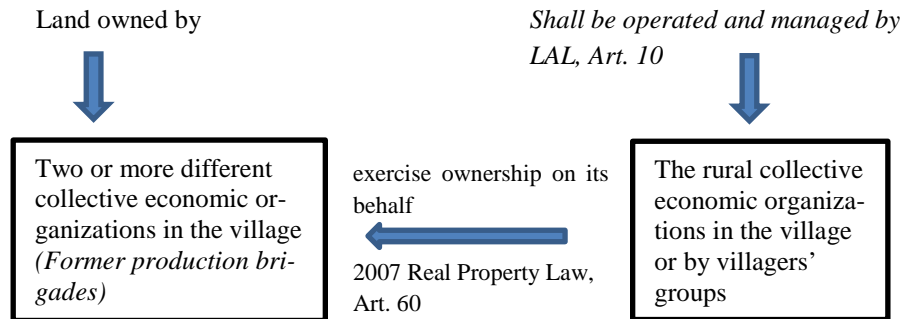 Land owned by
Shall be operated and managed by
LAL, Art. 10
Two or more different
collective economic or-
ganizations in the village
(Former production bri-
gades)
exercise ownership on its
behalf
2007 Real Property Law,
Art. 60
The rural collective
economic organiza-
tions in the village
or by villagers’
groups